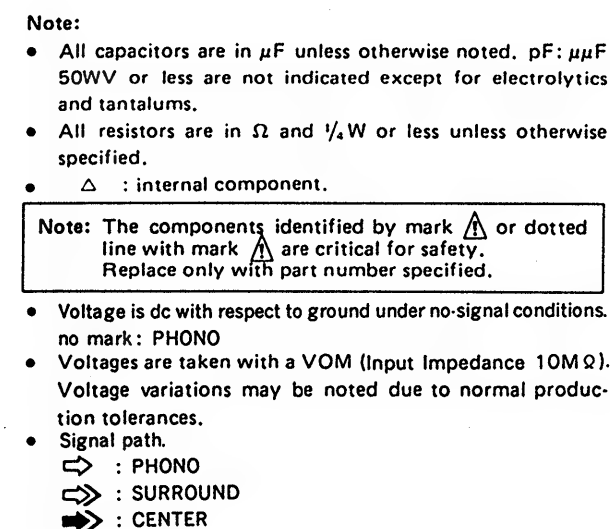 Note:
• All capacitors are in μF unless otherwise noted. pF: μμF
50WV or less are not indicated except for electrolytics
and tantalums.
• All resistors are in Ω and ¼W or less unless otherwise
specified.
• △ : internal component.
Note: The components identified by mark ⚠ or dotted
line with mark ⚠ are critical for safety.
Replace only with part number specified.
• Voltage is dc with respect to ground under no-signal conditions.
no mark: PHONO
• Voltages are taken with a VOM (Input Impedance 10MΩ).
Voltage variations may be noted due to normal produc-
tion tolerances.
• Signal path.
: PHONO
: SURROUND
: CENTER